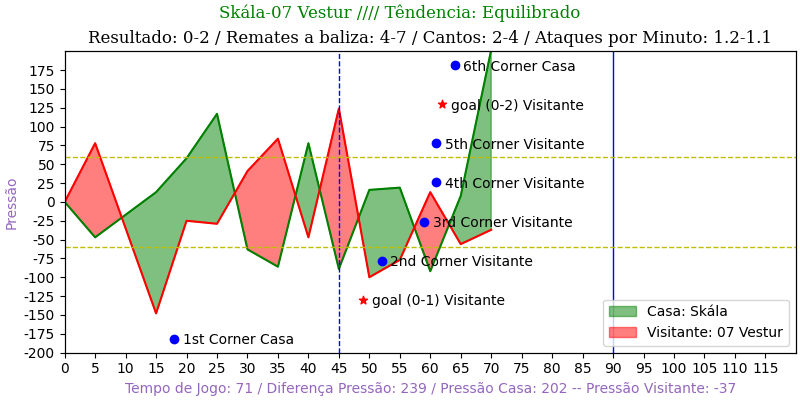 Skála-07 Vestur //// Têndencia: Equilibrado
Resultado: 0-2 / Remates a baliza: 4-7 / Cantos: 2-4 / Ataques por Minuto: 1.2-1.1
Pressão
175
150
125
100
75
50
25
0
-25
-50
-75
-100
-125
-150
-175
-200
6th Corner Casa
goal (0-2) Visitante
5th Corner Visitante
4th Corner Visitante
3rd Corner Visitante
2nd Corner Visitante
goal (0-1) Visitante
1st Corner Casa
Casa: Skála
Visitante: 07 Vestur
0 5 10 15 20 25 30 35 40 45 50 55 60 65 70 75 80 85 90 95 100 105 110 115
Tempo de Jogo: 71 / Diferença Pressão: 239 / Pressão Casa: 202 -- Pressão Visitante: -37